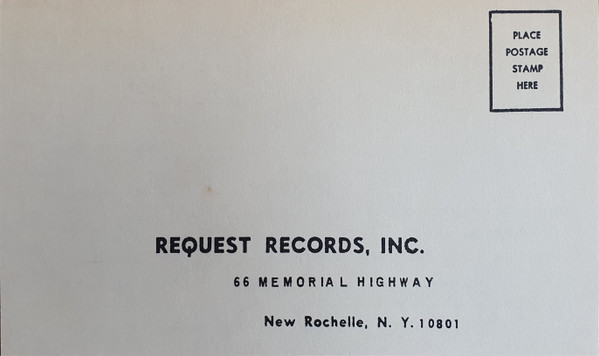 PLACE
POSTAGE
STAMP
HERE
REQUEST RECORDS, INC.
66 MEMORIAL HIGHWAY
New Rochelle, N. Y. 10801